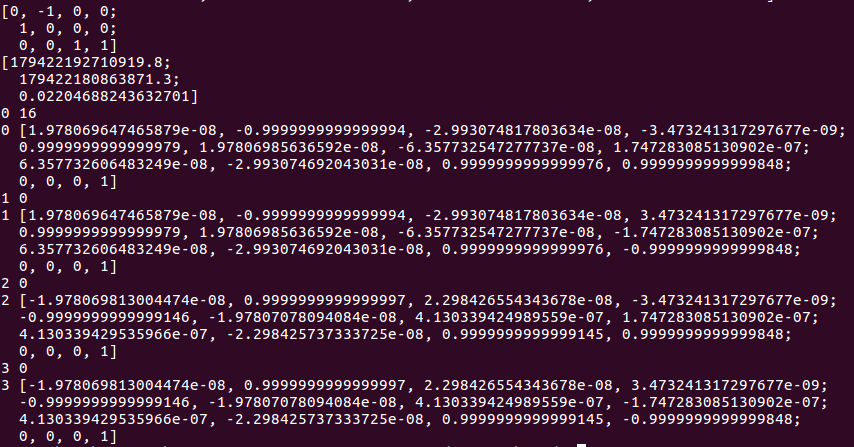 [0, -1, 0, 0;
1, 0, 0, 0;
0, 0, 1, 1]
[179422192710919.8;
179422180863871.3;
0.02204688243632701]
0 16
0 [1.978069647465879e-08, -0.9999999999999994, -2.993074817803634e-08, -3.473241317297677e-09;
0.9999999999999979, 1.97806985636592e-08, -6.357732547277737e-08, 1.747283085130902e-07;
6.357732606483249e-08, -2.993074692043031e-08, 0.9999999999999976, 0.9999999999999848;
0, 0, 0, 1]
1 0
1 [1.978069647465879e-08, -0.9999999999999994, -2.993074817803634e-08, 3.473241317297677e-09;
0.9999999999999979, 1.97806985636592e-08, -6.357732547277737e-08, -1.747283085130902e-07;
6.357732606483249e-08, -2.993074692043031e-08, 0.9999999999999976, -0.9999999999999848;
0, 0, 0, 1]
2 0
2 [-1.978069813004474e-08, 0.9999999999999997, 2.298426554343678e-08, -3.473241317297677e-09;
-0.9999999999999146, -1.97807078094084e-08, 4.130339424989559e-07, 1.747283085130902e-07;
4.130339429535966e-07, -2.298425737333725e-08, 0.9999999999999145, 0.9999999999999848;
0, 0, 0, 1]
3 0
3 [-1.978069813004474e-08, 0.9999999999999997, 2.298426554343678e-08, 3.473241317297677e-09;
-0.9999999999999146, -1.97807078094084e-08, 4.130339424989559e-07, -1.747283085130902e-07;
4.130339429535966e-07, -2.298425737333725e-08, 0.9999999999999145, -0.9999999999999848;
0, 0, 0, 1]